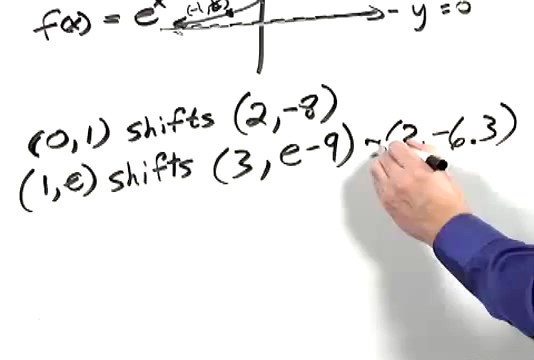 f(x) = e^x
y = 0
(0,1) shifts (2,-8)
(1,e) shifts (3, e-9) ~ (3, -6.3)